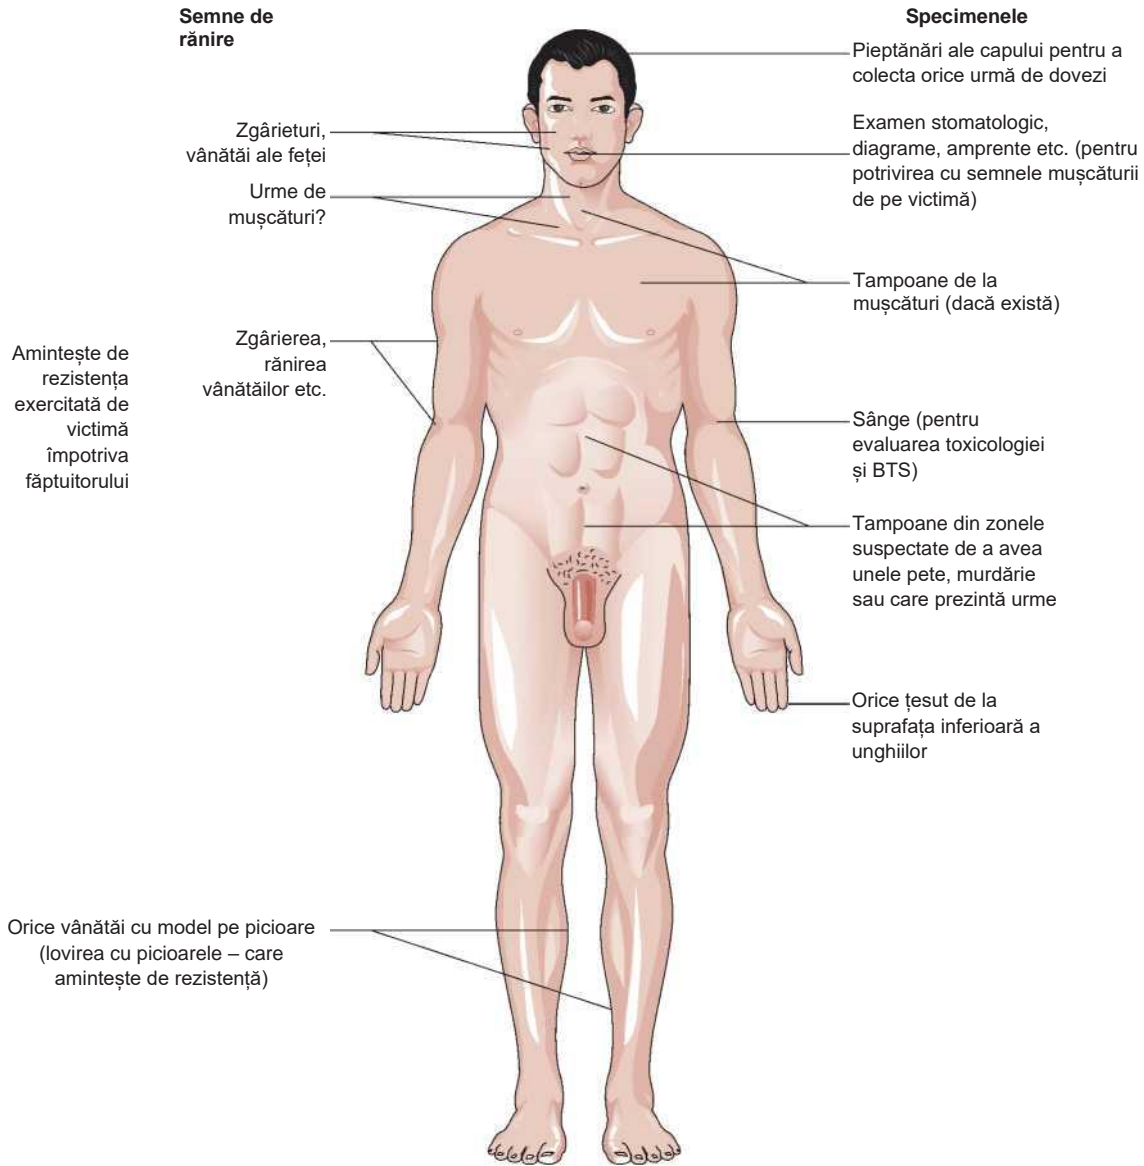 Semne de
rănire
Specimenele
Pieptănări ale capului pentru a
colecta orice urmă de dovezi
Zgârieturi,
vânătăi ale feței
Examen stomatologic,
diagrame, amprente etc. (pentru
potrivirea cu semnele mușcăturii
de pe victimă)
Urme de
mușcături?
Tampoane de la
mușcături (dacă există)
Amintește de
rezistența
exercitată de
victimă
împotriva
făptuitorului
Zgârierea,
rănirea
vânătăilor etc.
Sânge (pentru
evaluarea toxicologiei
și BTS)
Tampoane din zonele
suspectate de a avea
unele pete, murdărie
sau care prezintă urme
Orice țesut de la
suprafața inferioară a
unghiilor
Orice vânătăi cu model pe picioare
(lovirea cu picioarele – care
amintește de rezistență)